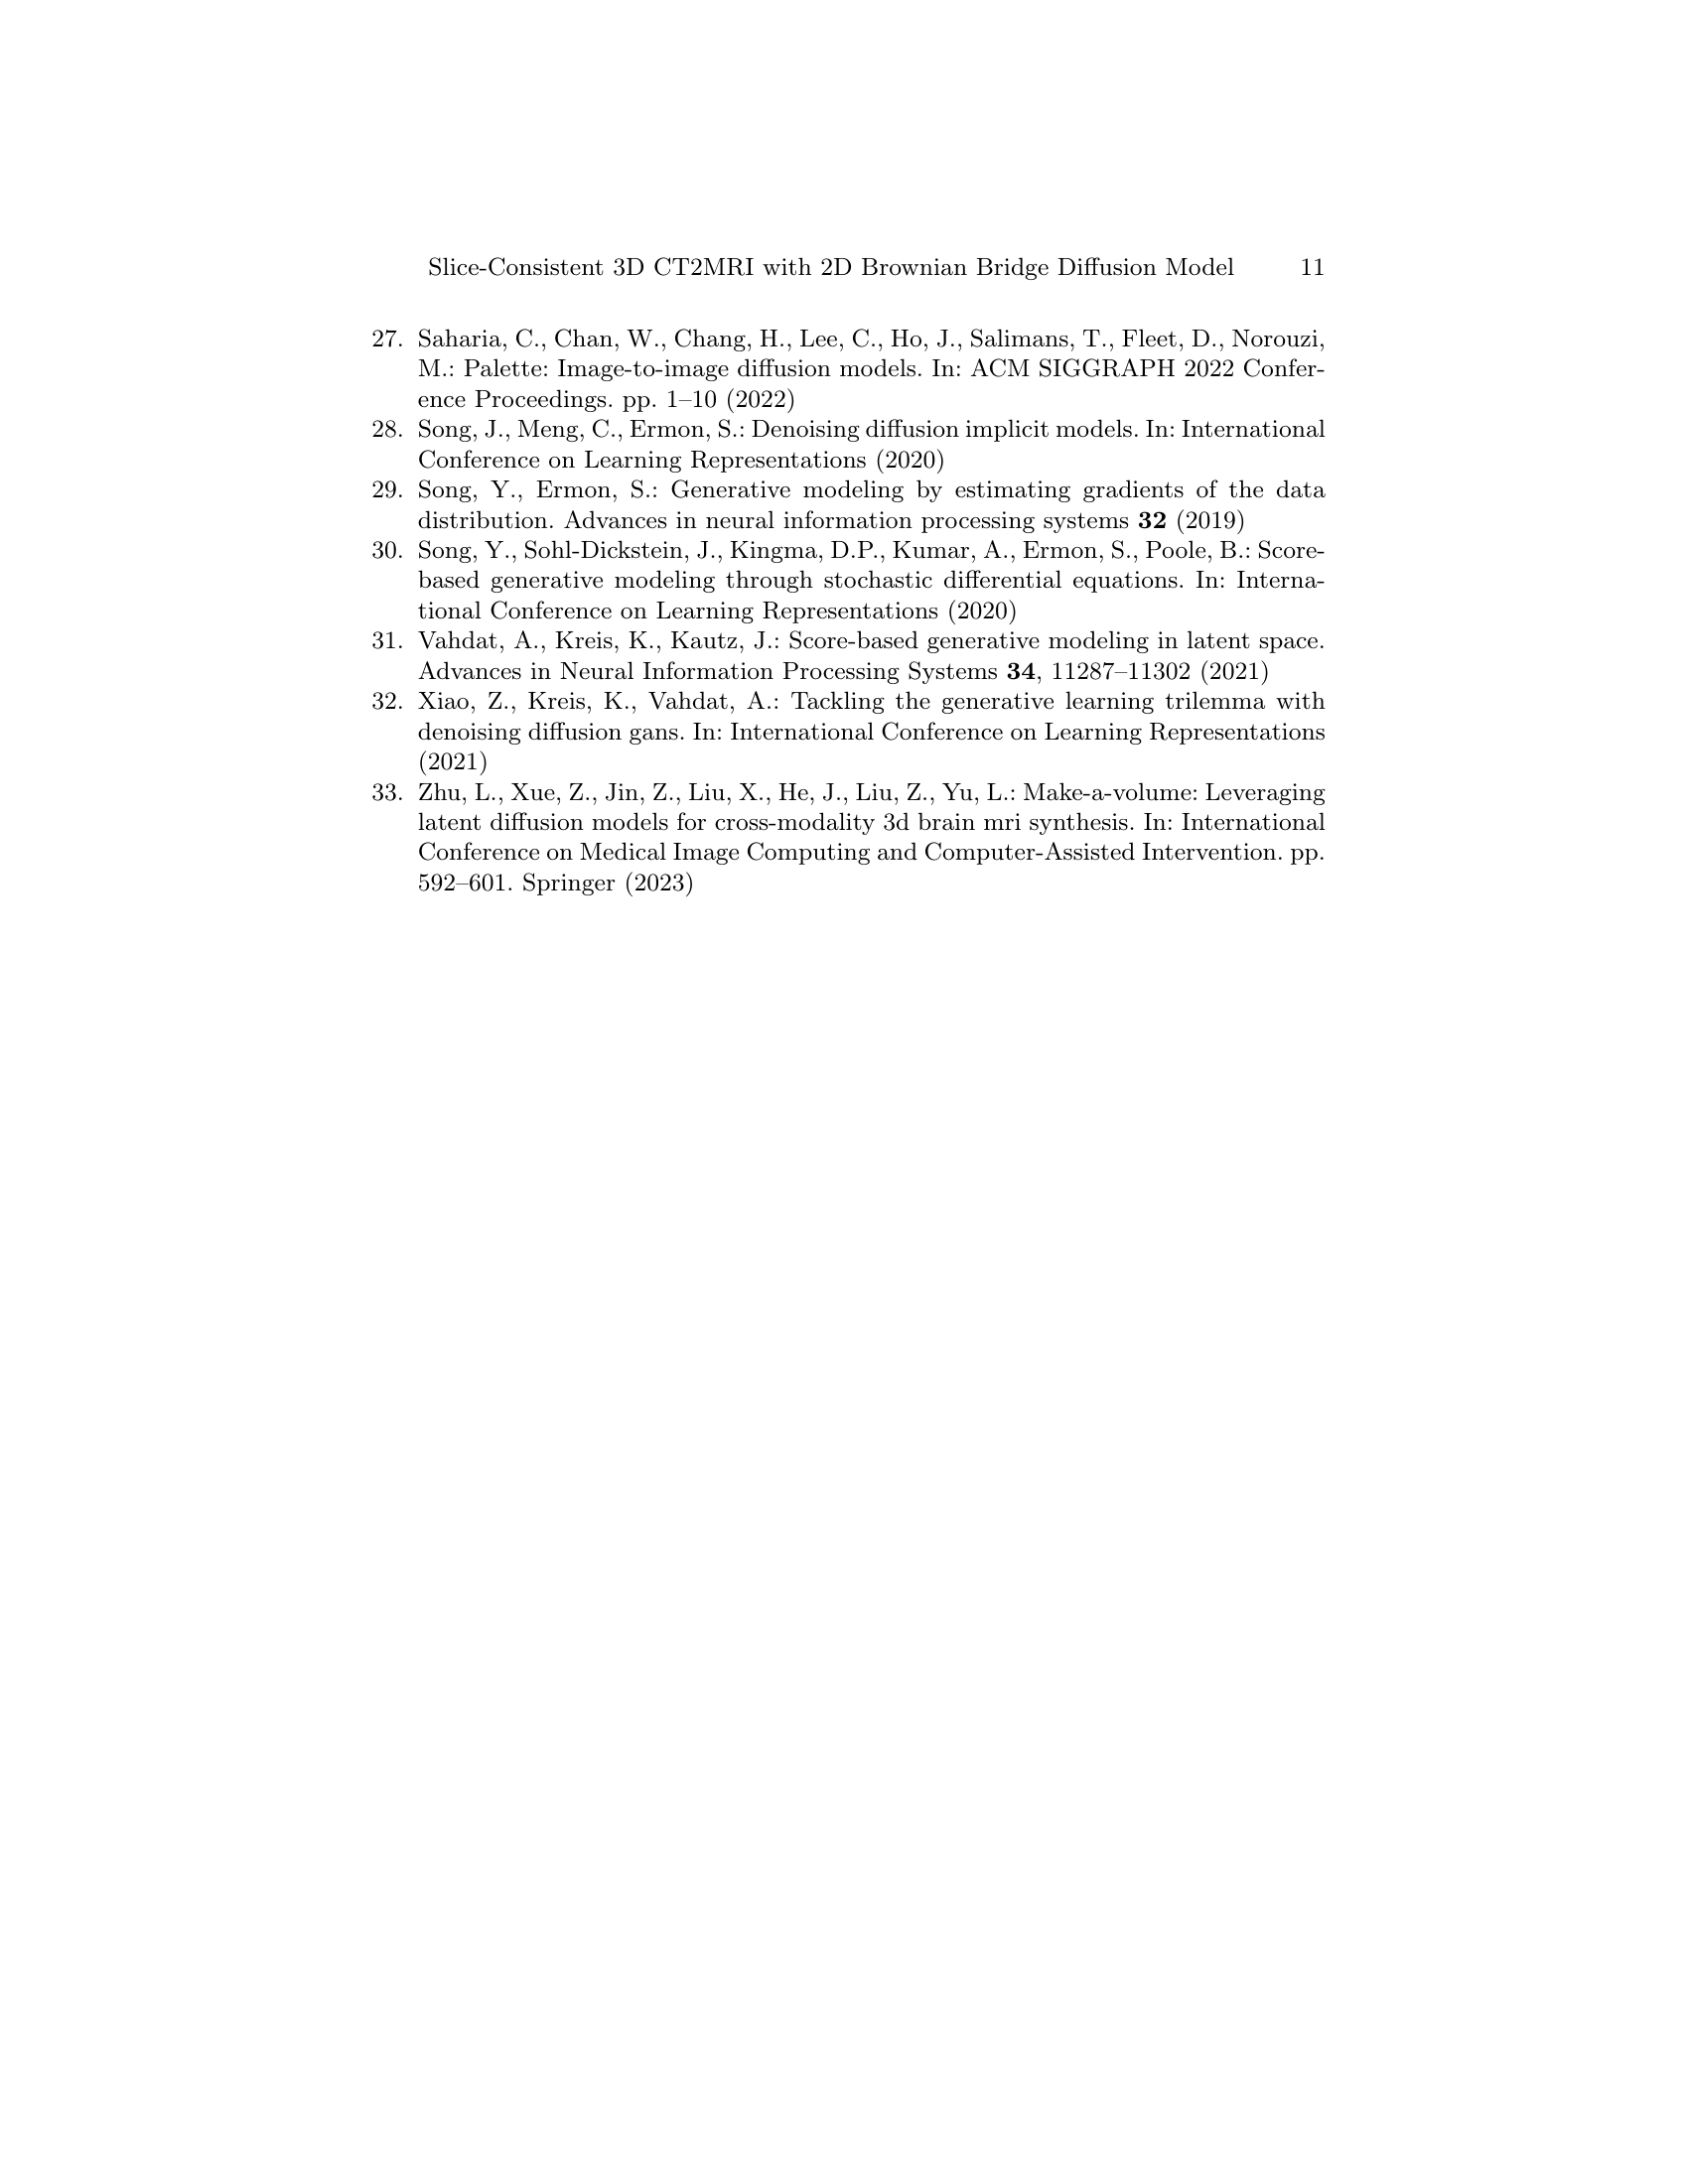 Slice-Consistent 3D CT2MRI with 2D Brownian Bridge Diffusion Model 11
27. Saharia, C., Chan, W., Chang, H., Lee, C., Ho, J., Salimans, T., Fleet, D., Norouzi,
M.: Palette: Image-to-image diffusion models. In: ACM SIGGRAPH 2022 Confer-
ence Proceedings. pp. 1–10 (2022)
28. Song, J., Meng, C., Ermon, S.: Denoising diffusion implicit models. In: International
Conference on Learning Representations (2020)
29. Song, Y., Ermon, S.: Generative modeling by estimating gradients of the data
distribution. Advances in neural information processing systems 32 (2019)
30. Song, Y., Sohl-Dickstein, J., Kingma, D.P., Kumar, A., Ermon, S., Poole, B.: Score-
based generative modeling through stochastic differential equations. In: Interna-
tional Conference on Learning Representations (2020)
31. Vahdat, A., Kreis, K., Kautz, J.: Score-based generative modeling in latent space.
Advances in Neural Information Processing Systems 34, 11287–11302 (2021)
32. Xiao, Z., Kreis, K., Vahdat, A.: Tackling the generative learning trilemma with
denoising diffusion gans. In: International Conference on Learning Representations
(2021)
33. Zhu, L., Xue, Z., Jin, Z., Liu, X., He, J., Liu, Z., Yu, L.: Make-a-volume: Leveraging
latent diffusion models for cross-modality 3d brain mri synthesis. In: International
Conference on Medical Image Computing and Computer-Assisted Intervention. pp.
592–601. Springer (2023)